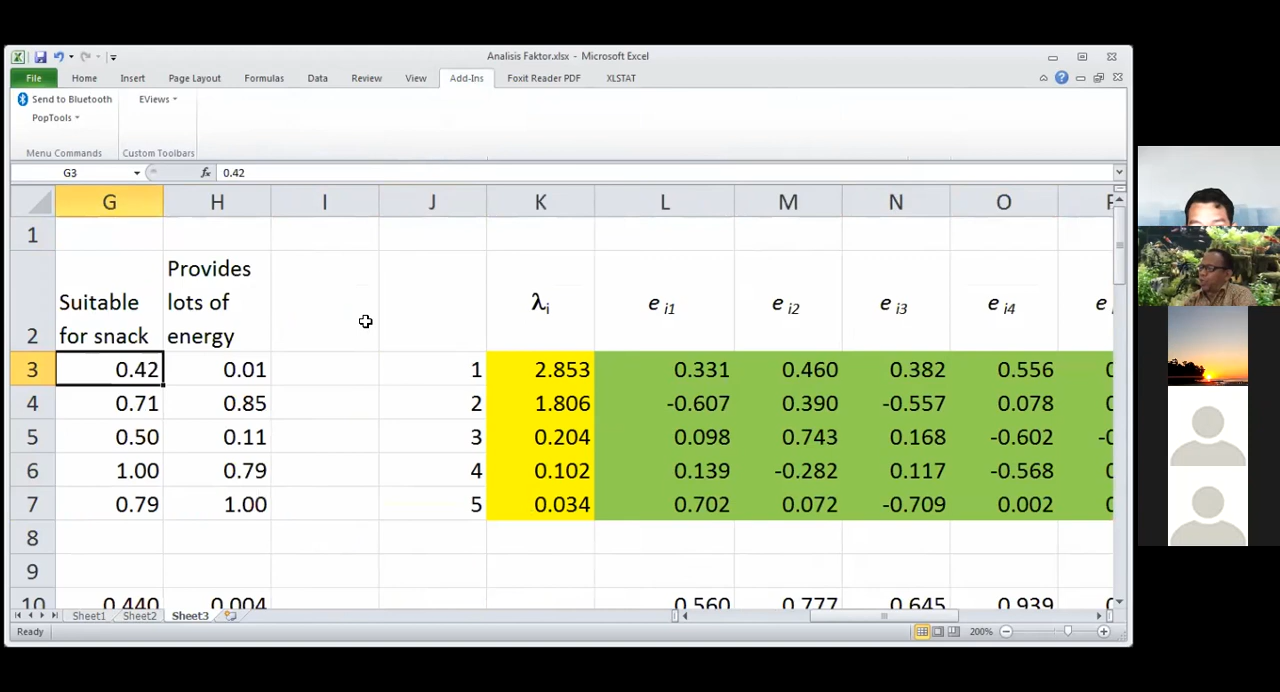 Analisis Faktor.xlsx - Microsoft Excel
File Home Insert Page Layout Formulas Data Review View Add-Ins Foxit Reader PDF XLSTAT
Send to Bluetooth EViews
PopTools
Menu Commands Custom Toolbars
G3 fx 0.42
G H I J K L M N O
1
Provides
Suitable lots of λi e i1 e i2 e i3 e i4 e
2 for snack energy
3 0.42 0.01 1 2.853 0.331 0.460 0.382 0.556
4 0.71 0.85 2 1.806 -0.607 0.390 -0.557 0.078
5 0.50 0.11 3 0.204 0.098 0.743 0.168 -0.602
6 1.00 0.79 4 0.102 0.139 -0.282 0.117 -0.568
7 0.79 1.00 5 0.034 0.702 0.072 -0.709 0.002
8
9
10 0.440 0.004 0.560 0.777 0.645 0.939
Sheet1 Sheet2 Sheet3
Ready 200%